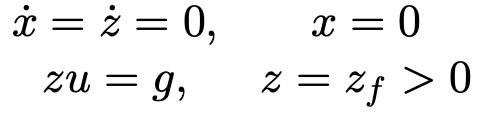 ẋ = ż = 0, x = 0
zu = g, z = z_f > 0